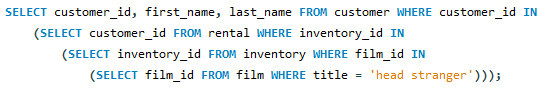 SELECT customer_id, first_name, last_name FROM customer WHERE customer_id IN
(SELECT customer_id FROM rental WHERE inventory_id IN
(SELECT inventory_id FROM inventory WHERE film_id IN
(SELECT film_id FROM film WHERE title = 'head stranger')));